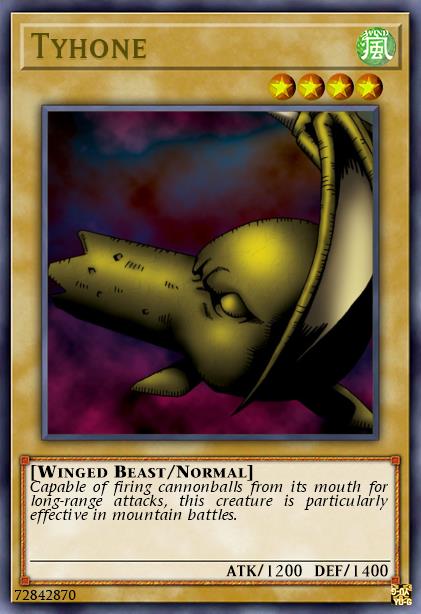 TYHONE
WIND
風
[WINGED BEAST/NORMAL]
Capable of firing cannonballs from its mouth for
long-range attacks, this creature is particularly
effective in mountain battles.
ATK/1200 DEF/1400
72842870